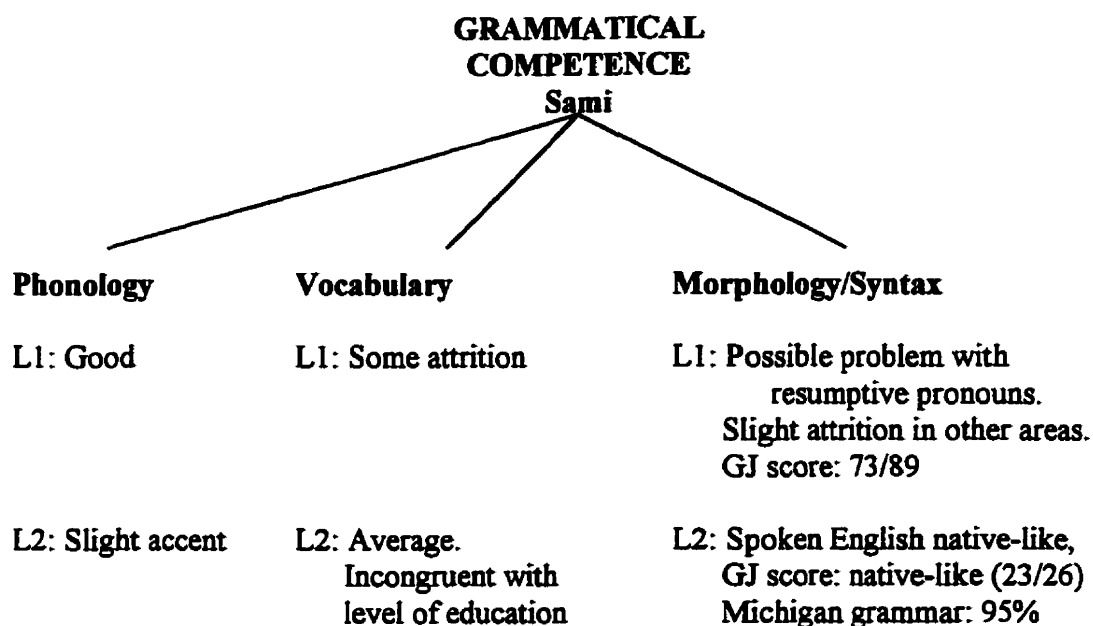 GRAMMATICAL
COMPETENCE
Sami
Phonology
Vocabulary
Morphology/Syntax
L1: Good
L1: Some attrition
L1: Possible problem with
resumptive pronouns.
Slight attrition in other areas.
GJ score: 73/89
L2: Slight accent
L2: Average.
Incongruent with
level of education
L2: Spoken English native-like,
GJ score: native-like (23/26)
Michigan grammar: 95%